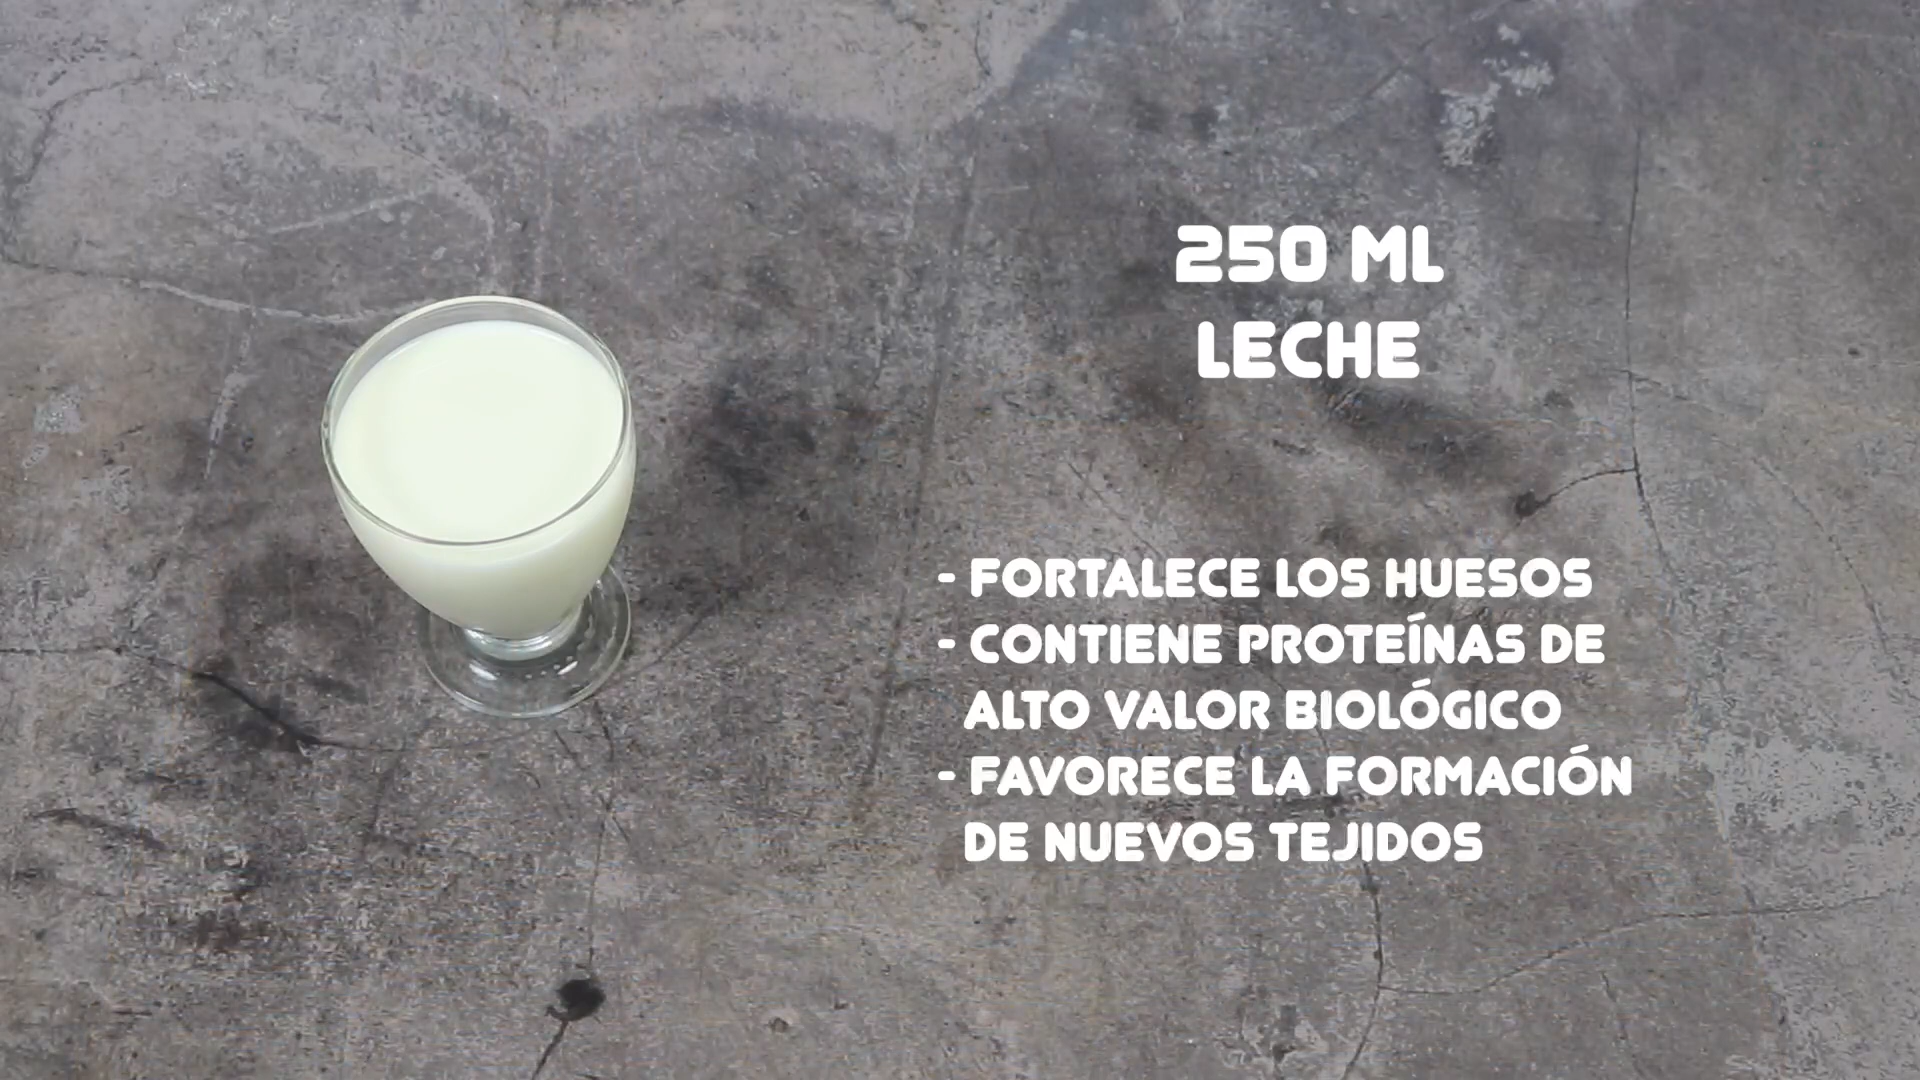 250 ML
LECHE
- FORTALECE LOS HUESOS
- CONTIENE PROTEÍNAS DE
ALTO VALOR BIOLÓGICO
- FAVORECE LA FORMACIÓN
DE NUEVOS TEJIDOS